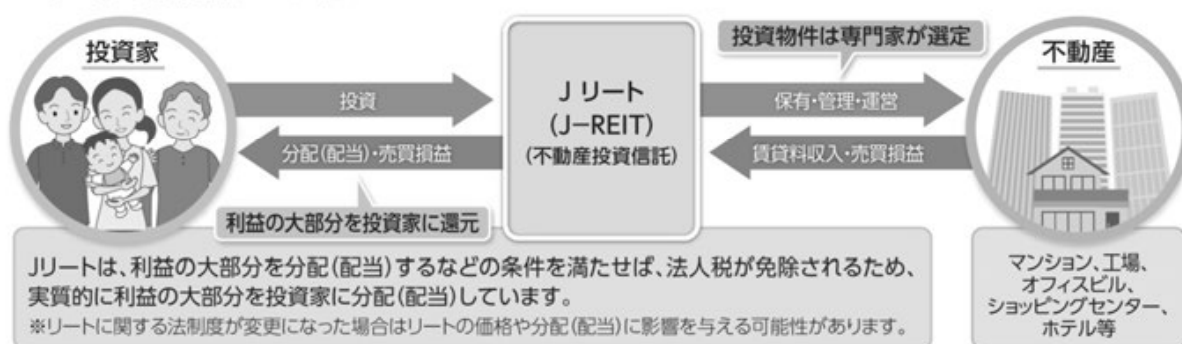 投資家
投資
分配(配当)・売買損益
利益の大部分を投資家に還元
Jリート
(J-REIT)
(不動産投資信託)
投資物件は専門家が選定
保有・管理・運営
賃貸料収入・売買損益
不動産
Jリートは、利益の大部分を分配(配当)するなどの条件を満たせば、法人税が免除されるため、
実質的に利益の大部分を投資家に分配(配当)しています。
※リートに関する法制度が変更になった場合はリートの価格や分配(配当)に影響を与える可能性があります。
マンション、工場、
オフィスビル、
ショッピングセンター、
ホテル等